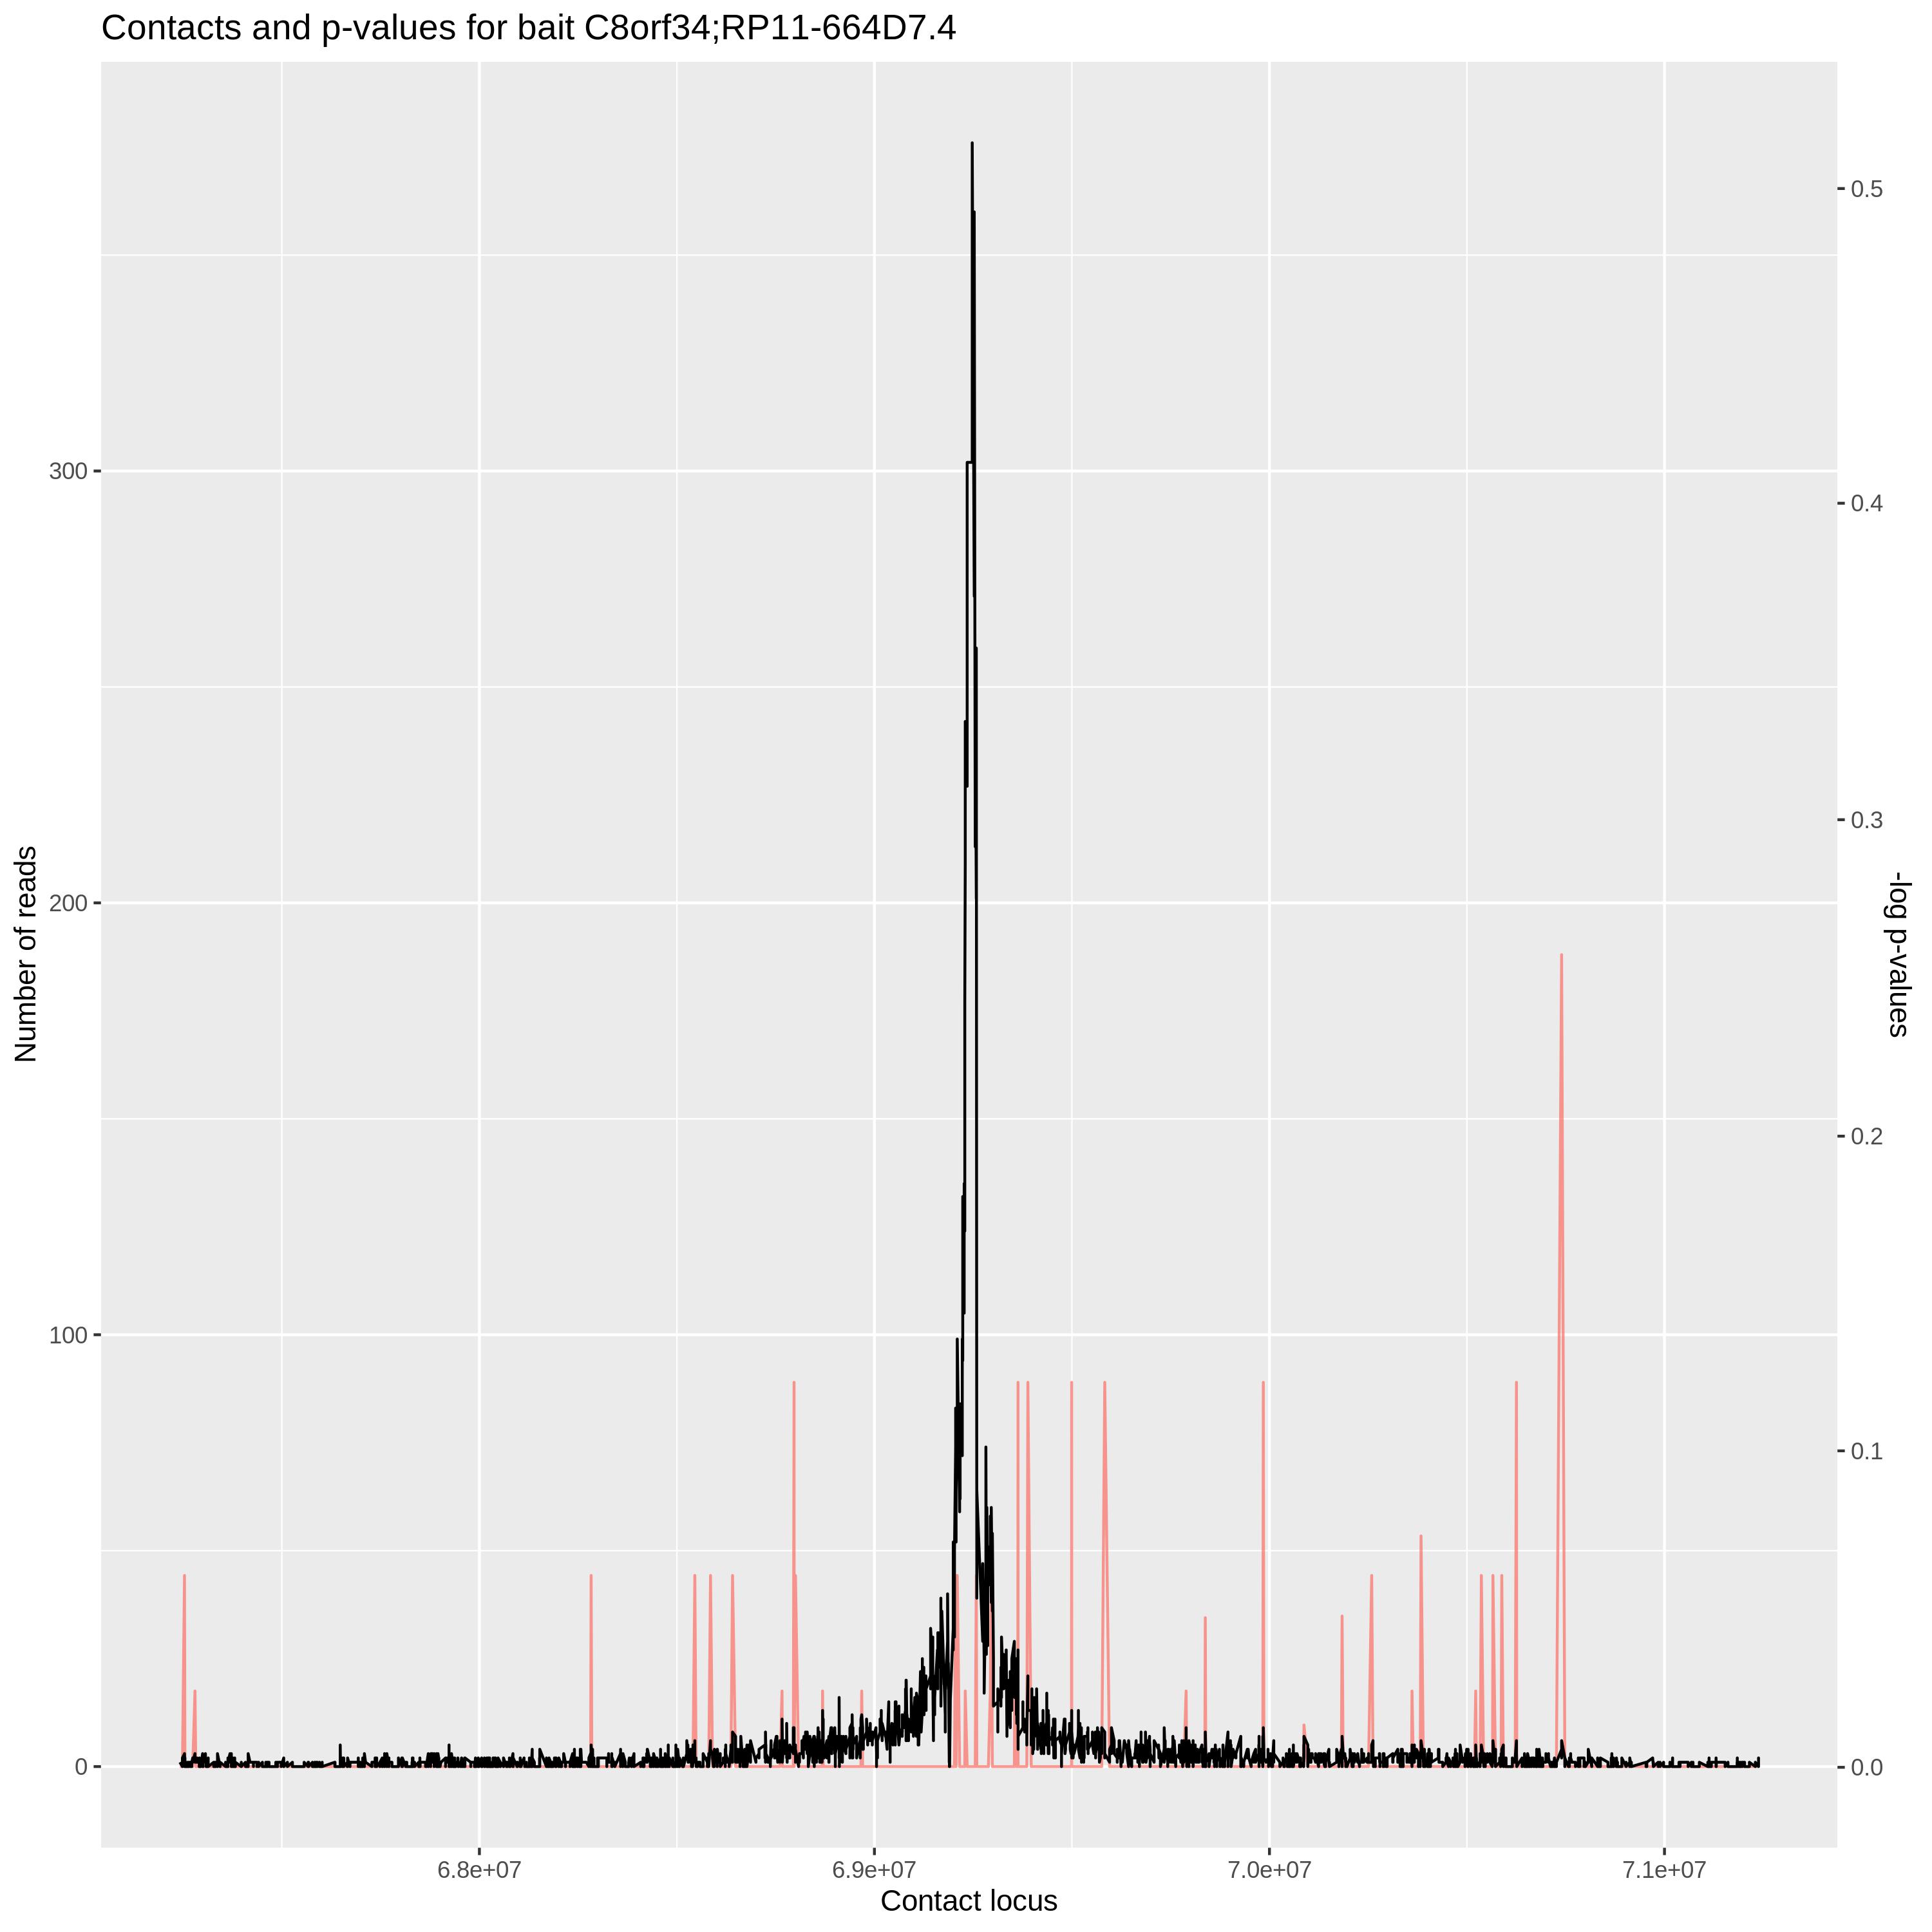 Contacts and p-values for bait C8orf34;RP11-664D7.4
Number of reads
300
200
100
0
0.5
0.4
0.3
0.2
0.1
0.0
-log p-values
6.8e+07 6.9e+07 7.0e+07 7.1e+07
Contact locus